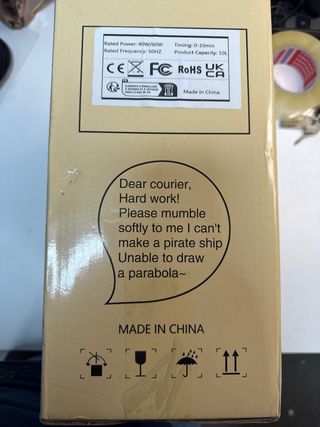 Rated Power: 40W/60W Timing: 0-10min
Rated Frequency: 50HZ Product Capacity: 10L
CE FC RoHS UKCA
Made in China
Dear courier,
Hard work!
Please mumble
softly to me I can't
make a pirate ship
Unable to draw
a parabola~
MADE IN CHINA